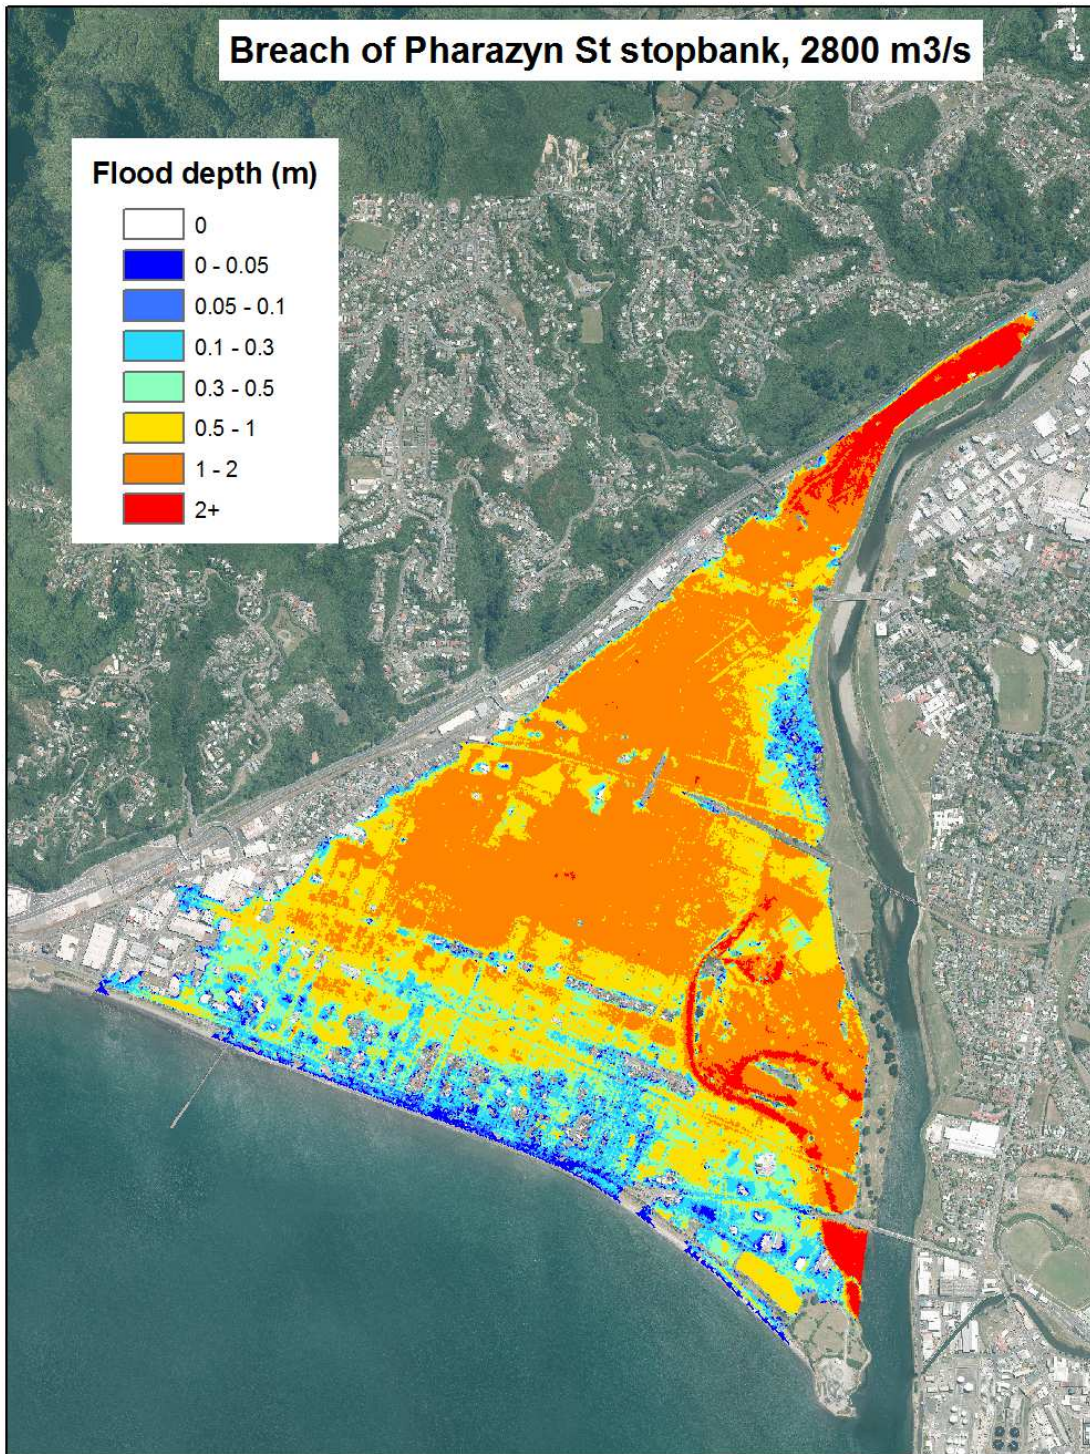 Breach of Pharazyn St stopbank, 2800 m3/s
Flood depth (m)
0
0 - 0.05
0.05 - 0.1
0.1 - 0.3
0.3 - 0.5
0.5 - 1
1 - 2
2+